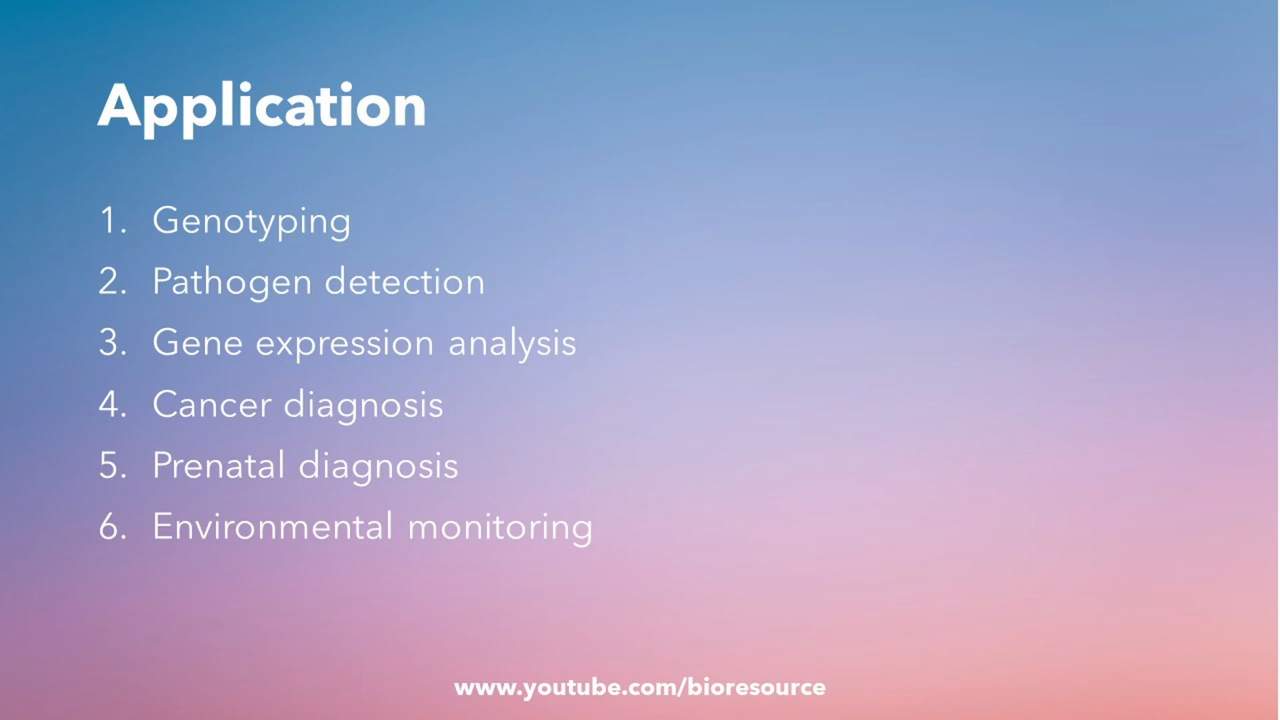 Application
1. Genotyping
2. Pathogen detection
3. Gene expression analysis
4. Cancer diagnosis
5. Prenatal diagnosis
6. Environmental monitoring
www.youtube.com/bioresource